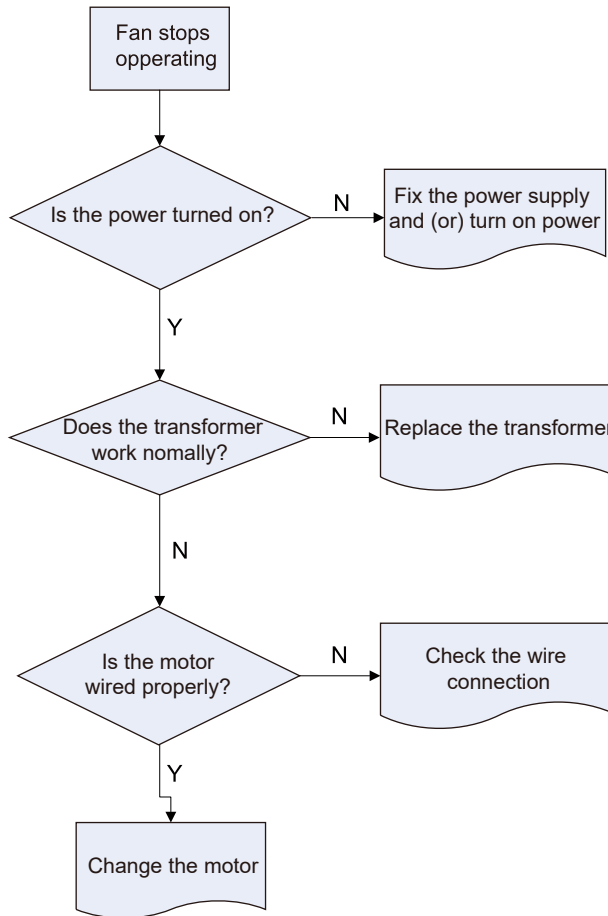 Fan stops
opperating
Is the power turned on?
N
Fix the power supply
and (or) turn on power
Y
Does the transformer
work nomally?
N
Replace the transformer
N
Is the motor
wired properly?
N
Check the wire
connection
Y
Change the motor